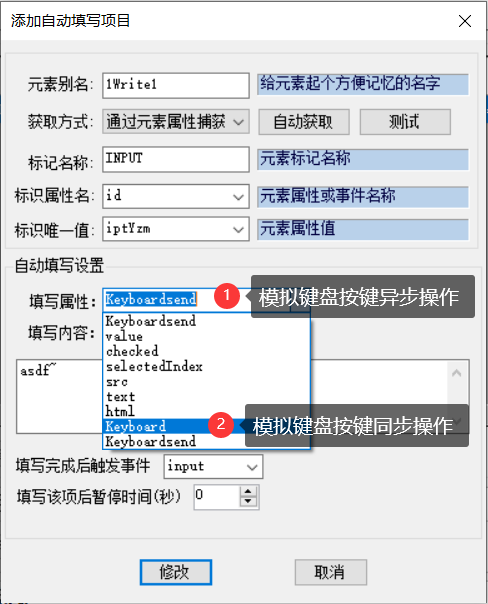 添加自动填写项目
元素别名: 1Write1 给元素起个方便记忆的名字
获取方式: 通过元素属性捕获 自动获取 测试
标记名称: INPUT 元素标记名称
标识属性名: id 元素属性或事件名称
标识唯一值: iptYzm 元素属性值
自动填写设置
填写属性: Keyboardsend 1 模拟键盘按键异步操作
填写内容: Keyboardsend
value
checked
asdf~ selectedIndex
src
text
html
Keyboard 2 模拟键盘按键同步操作
Keyboardsend
填写完成后触发事件 input
填写该项后暂停时间(秒) 0
修改 取消